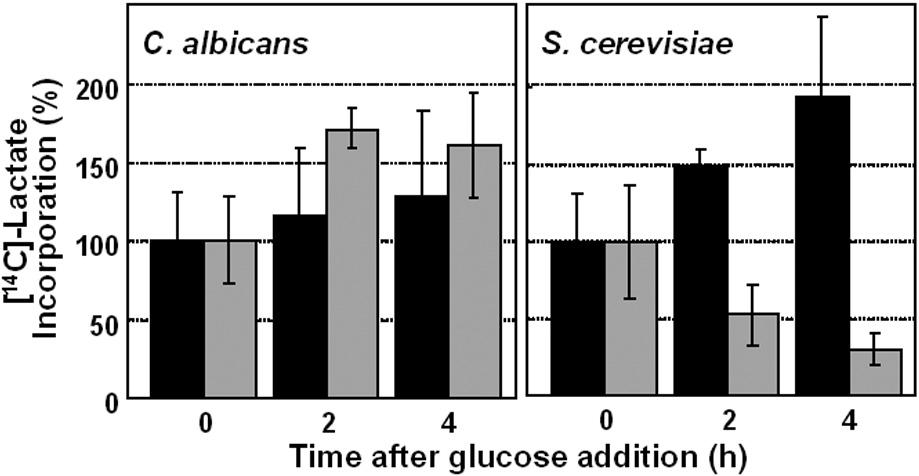 C. albicans
S. cerevisiae
[14C]-Lactate
Incorporation (%)
200
150
100
50
0
0 2 4
0 2 4
Time after glucose addition (h)